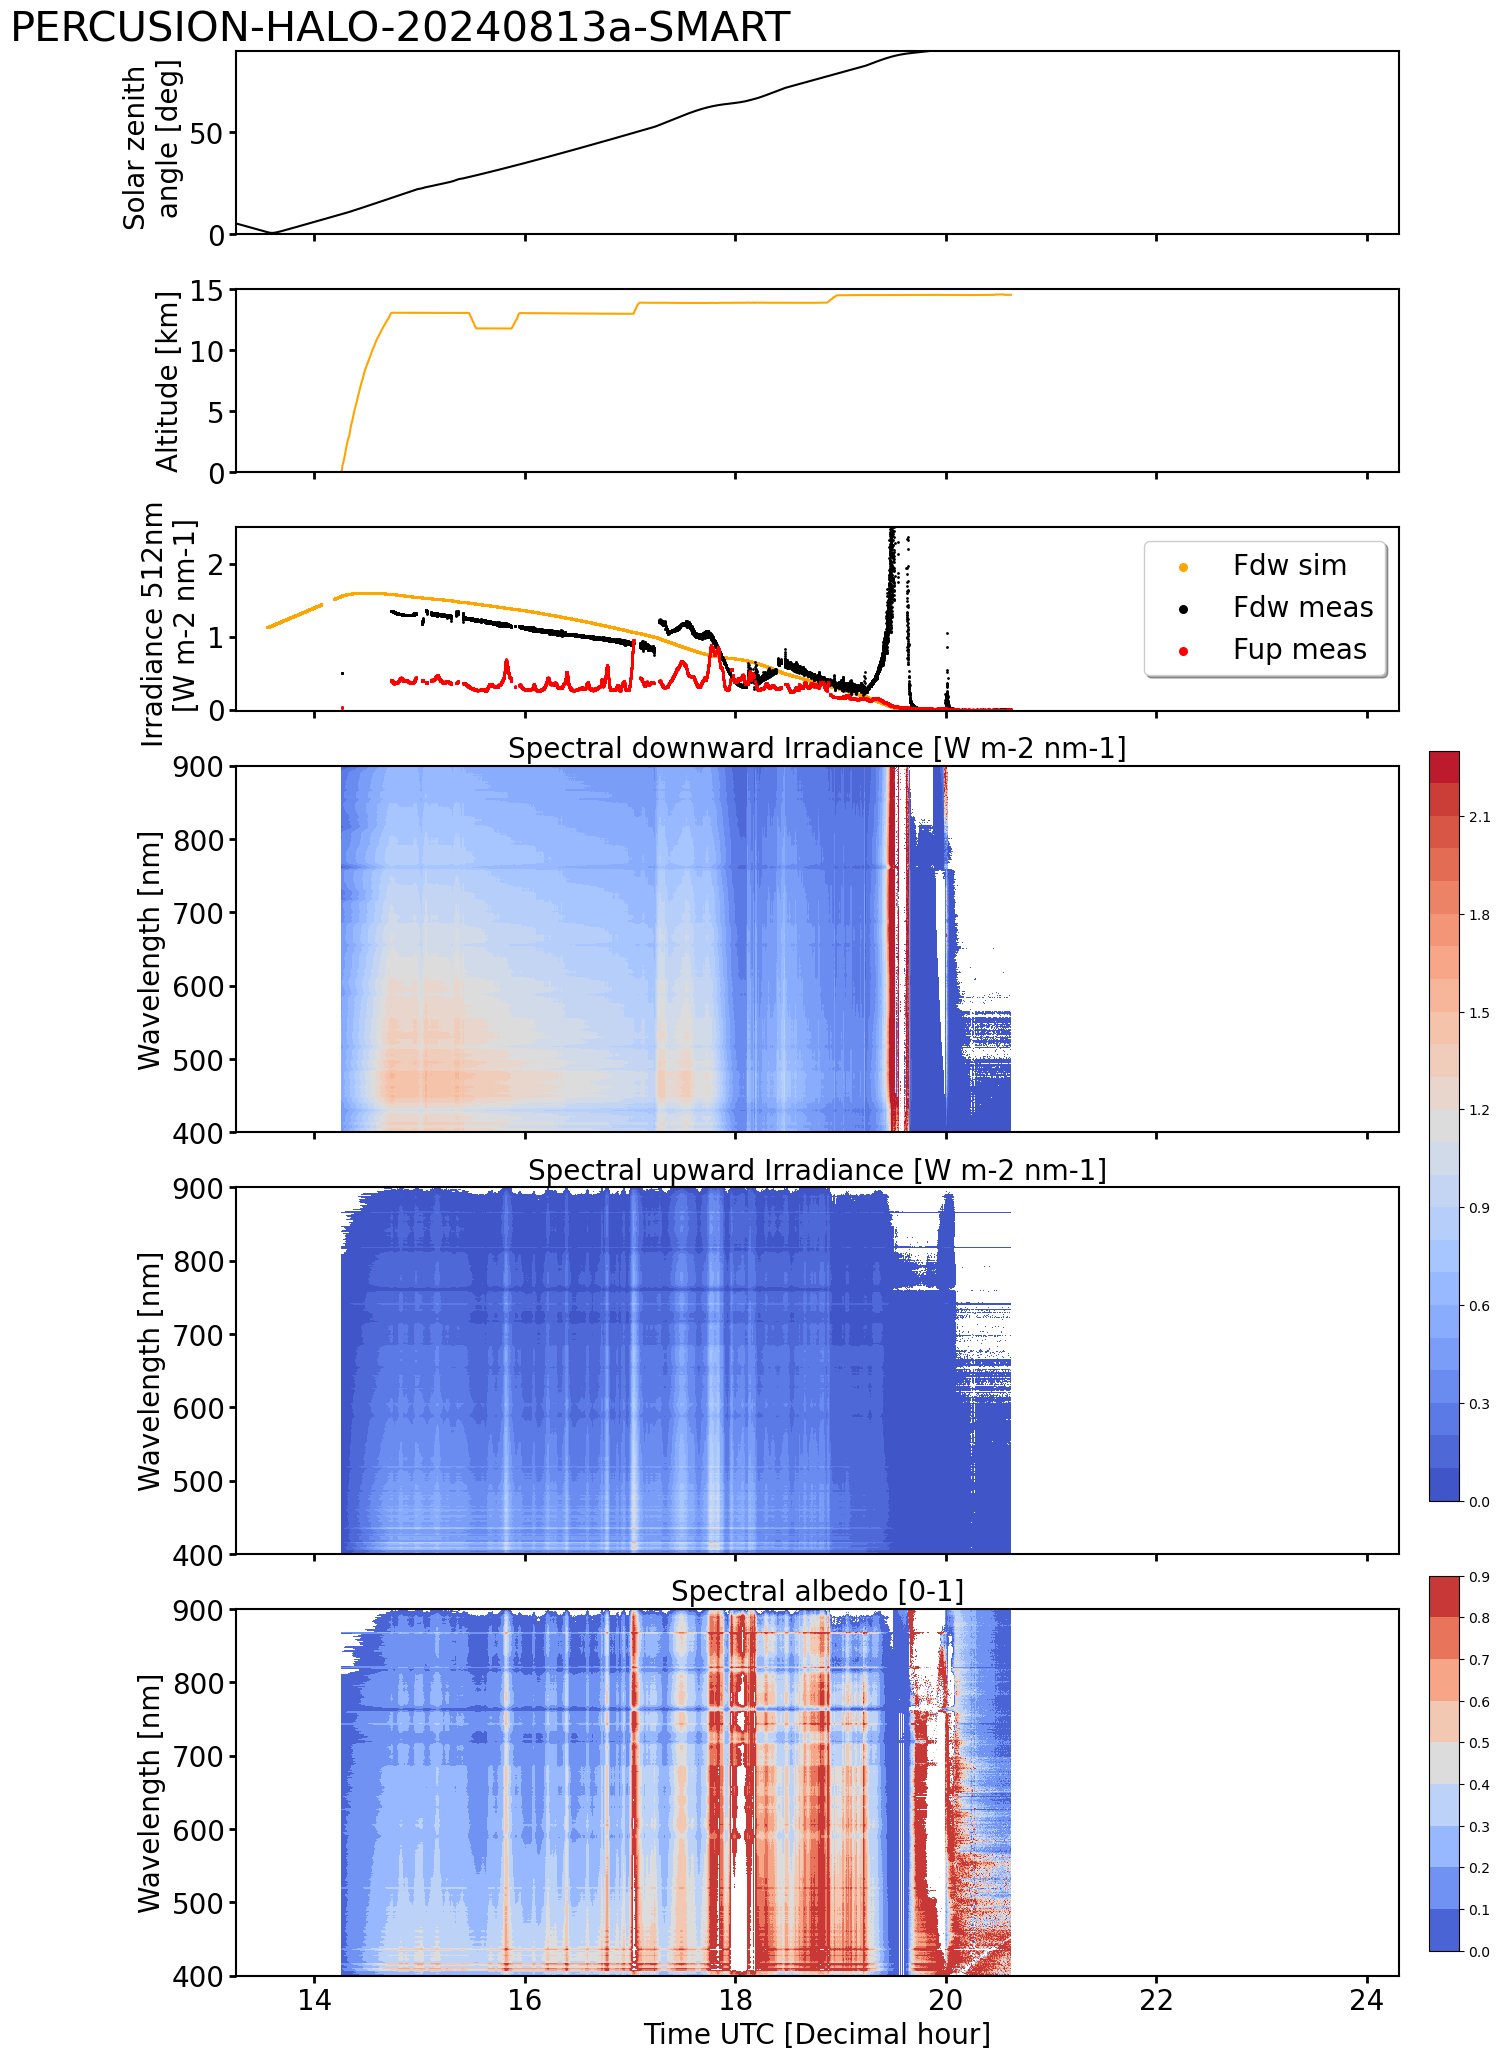 PERCUSION-HALO-20240813a-SMART
Solar zenith
angle [deg]
50
0
Altitude [km]
15
10
5
0
Irradiance 512nm
[W m-2 nm-1]
2
1
0
Fdw sim
Fdw meas
Fup meas
Spectral downward Irradiance [W m-2 nm-1]
Wavelength [nm]
900
800
700
600
500
400
2.1
1.8
1.5
1.2
0.9
0.6
0.3
0.0
Spectral upward Irradiance [W m-2 nm-1]
Wavelength [nm]
900
800
700
600
500
400
Spectral albedo [0-1]
Wavelength [nm]
900
800
700
600
500
400
0.9
0.8
0.7
0.6
0.5
0.4
0.3
0.2
0.1
0.0
14 16 18 20 22 24
Time UTC [Decimal hour]